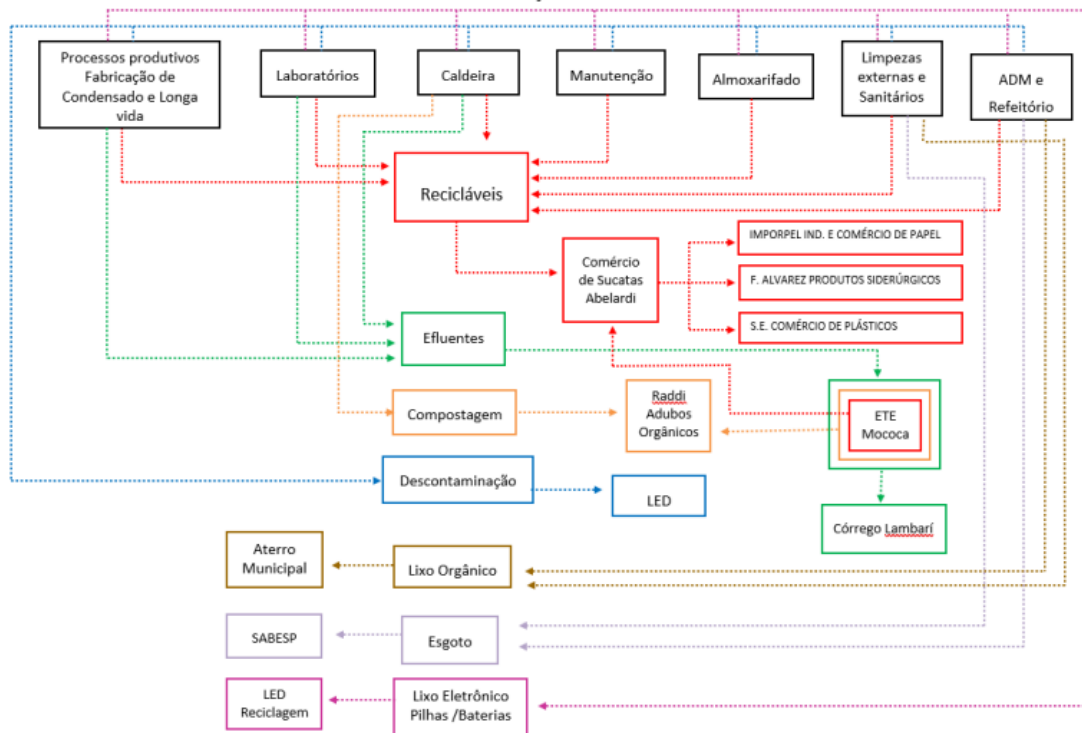 Processos produtivos
Fabricação de
Condensado e Longa
vida
Laboratórios
Caldeira
Manutenção
Almoxarifado
Limpezas
externas e
Sanitários
ADM e
Refeitório
Recicláveis
Comércio
de Sucatas
Abelardi
IMPORPEL IND. E COMÉRCIO DE PAPEL
F. ALVAREZ PRODUTOS SIDERÚRGICOS
S.E. COMÉRCIO DE PLÁSTICOS
Efluentes
Compostagem
Raddi
Adubos
Orgânicos
ETE
Mococa
Descontaminação
LED
Córrego Lambarí
Aterro
Municipal
Lixo Orgânico
SABESP
Esgoto
LED
Reciclagem
Lixo Eletrônico
Pilhas /Baterias